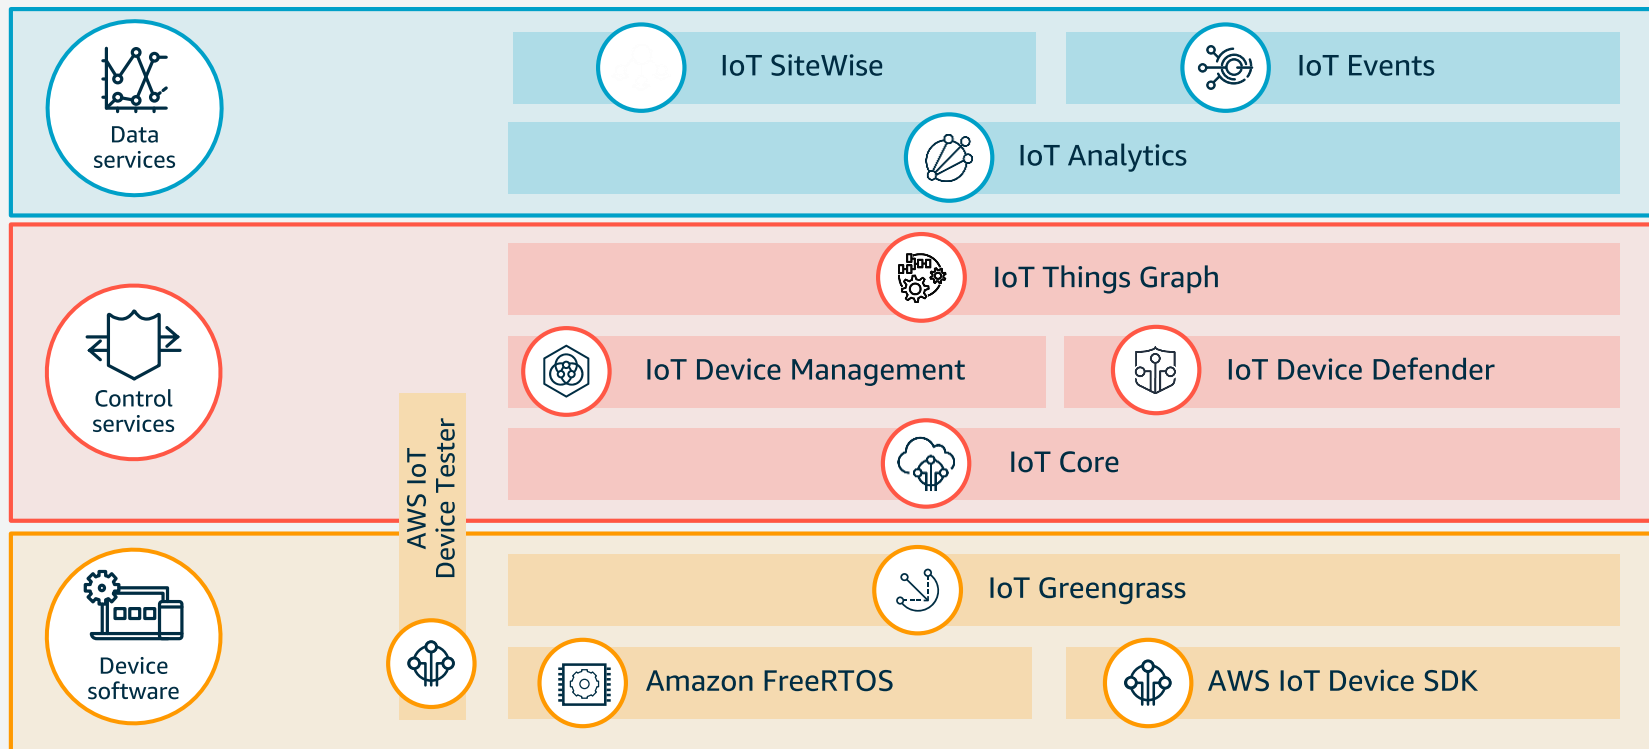 Data
services
IoT SiteWise
IoT Events
IoT Analytics
Control
services
IoT Things Graph
IoT Device Management
IoT Device Defender
IoT Core
AWS IoT
Device Tester
Device
software
IoT Greengrass
Amazon FreeRTOS
AWS IoT Device SDK